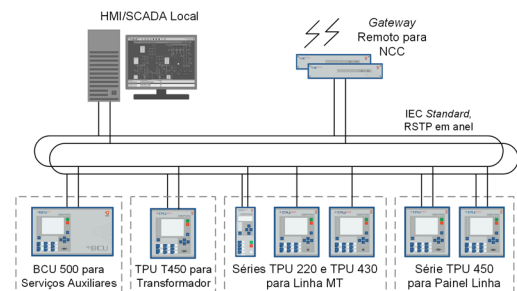 HMI/SCADA Local
Gateway
Remoto para
NCC
IEC Standard,
RSTP em anel
BCU
BCU 500 para
Serviços Auxiliares
TPU T450 para
Transformador
Séries TPU 220 e TPU 430
para Linha MT
Série TPU 450
para Painel Linha